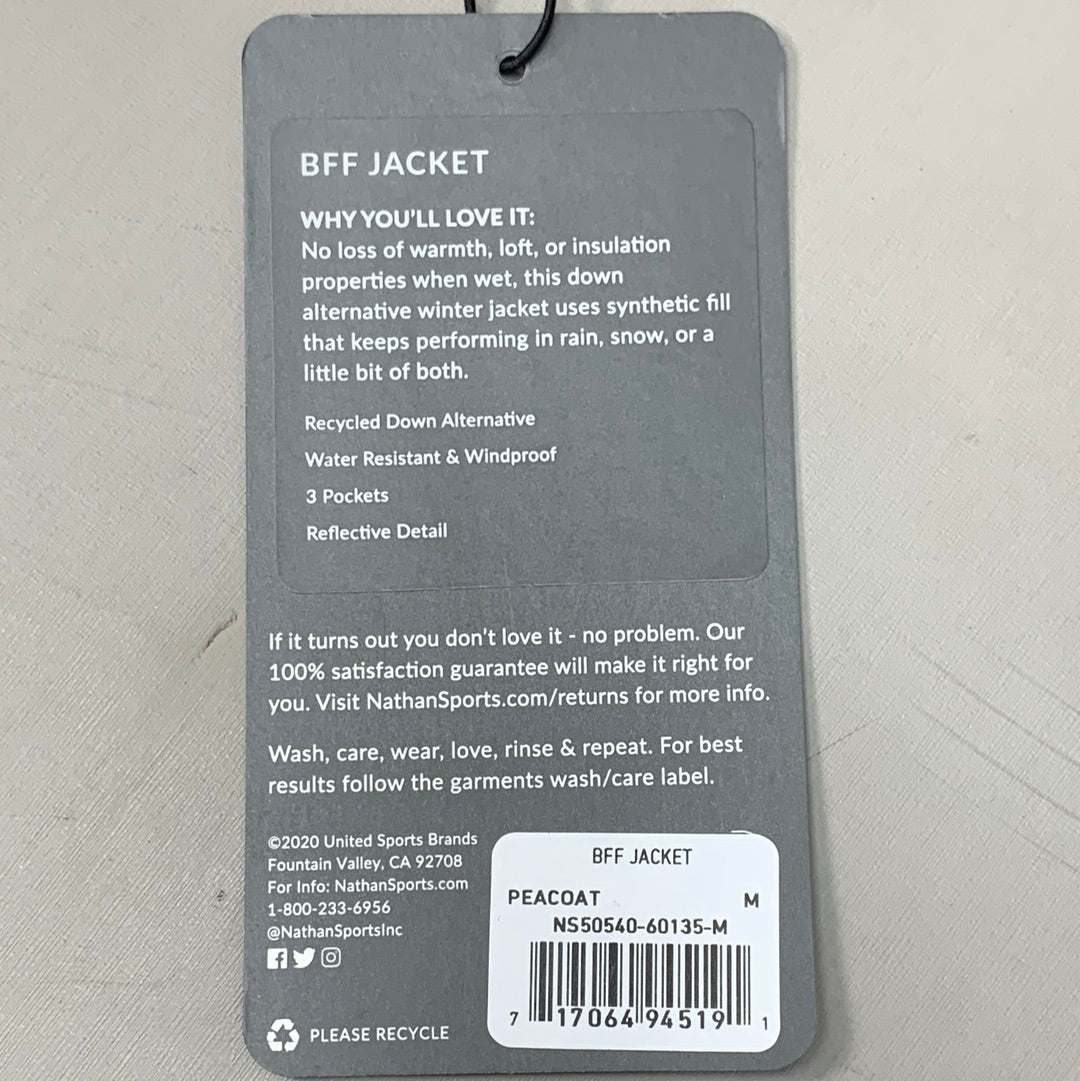 BFF JACKET
WHY YOU'LL LOVE IT:
No loss of warmth, loft, or insulation
properties when wet, this down
alternative winter jacket uses synthetic fill
that keeps performing in rain, snow, or a
little bit of both.
Recycled Down Alternative
Water Resistant & Windproof
3 Pockets
Reflective Detail
If it turns out you don't love it - no problem. Our
100% satisfaction guarantee will make it right for
you. Visit NathanSports.com/returns for more info.
Wash, care, wear, love, rinse & repeat. For best
results follow the garments wash/care label.
©2020 United Sports Brands
Fountain Valley, CA 92708
For Info: NathanSports.com
1-800-233-6956
@NathanSportsInc
PLEASE RECYCLE
BFF JACKET
PEACOAT M
NS50540-60135-M
7 17064 94519 1